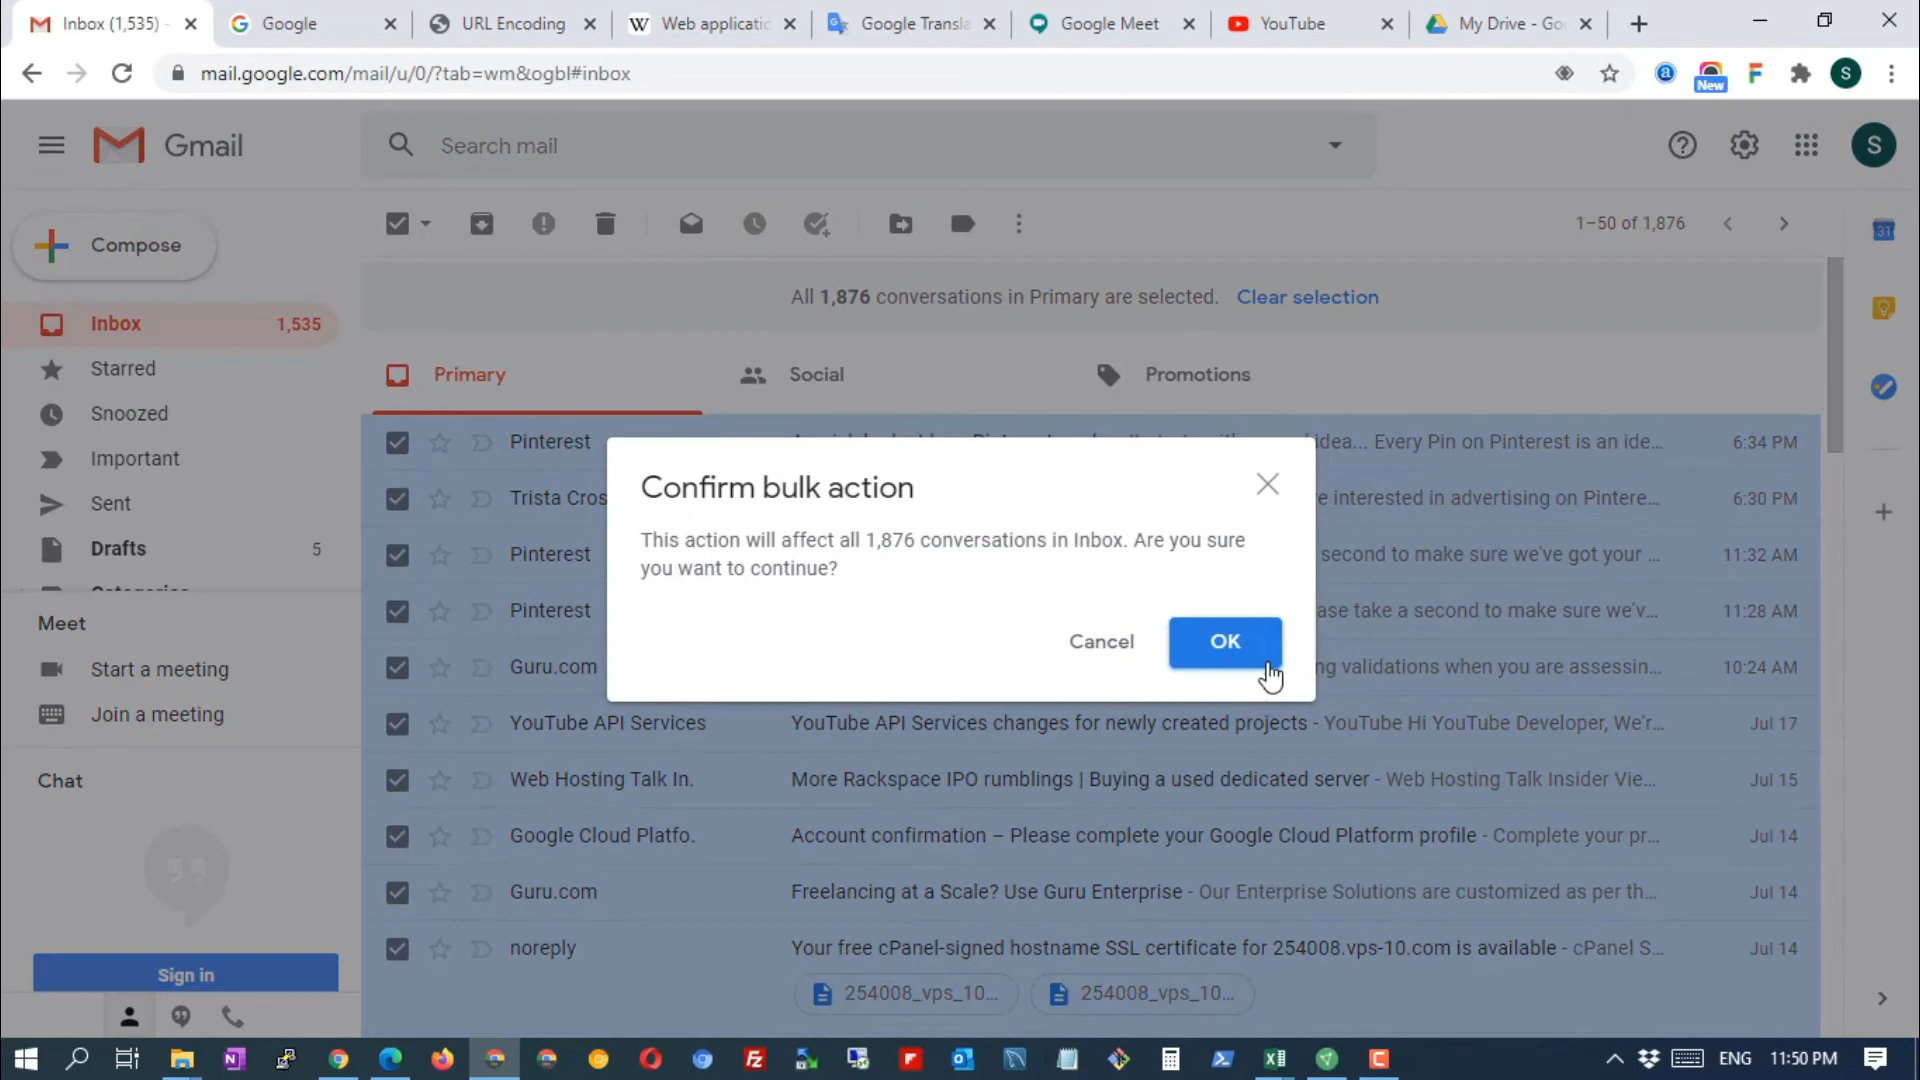 Inbox (1,535) -
Google
URL Encoding
Web applicatio
Google Transla
Google Meet
YouTube
My Drive - Go
mail.google.com/mail/u/0/?tab=wm&ogbl#inbox
New
S
Gmail
Search mail
S
Compose
1–50 of 1,876
31
All 1,876 conversations in Primary are selected. Clear selection
Inbox 1,535
Starred
Snoozed
Important
Sent
Drafts 5
Categories
Primary
Social
Promotions
Pinterest idea... Every Pin on Pinterest is an ide... 6:34 PM
Trista Cros interested in advertising on Pintere... 6:30 PM
Pinterest second to make sure we've got your ... 11:32 AM
Pinterest ase take a second to make sure we'v... 11:28 AM
Guru.com ng validations when you are assessin... 10:24 AM
Confirm bulk action
This action will affect all 1,876 conversations in Inbox. Are you sure
you want to continue?
Cancel
OK
YouTube API Services YouTube API Services changes for newly created projects - YouTube Hi YouTube Developer, We'r... Jul 17
Web Hosting Talk In. More Rackspace IPO rumblings | Buying a used dedicated server - Web Hosting Talk Insider Vie... Jul 15
Google Cloud Platfo. Account confirmation – Please complete your Google Cloud Platform profile - Complete your pr... Jul 14
Guru.com Freelancing at a Scale? Use Guru Enterprise - Our Enterprise Solutions are customized as per th... Jul 14
noreply Your free cPanel-signed hostname SSL certificate for 254008.vps-10.com is available - cPanel S... Jul 14
254008_vps_10...
254008_vps_10...
Meet
Start a meeting
Join a meeting
Chat
Sign in
ENG
11:50 PM